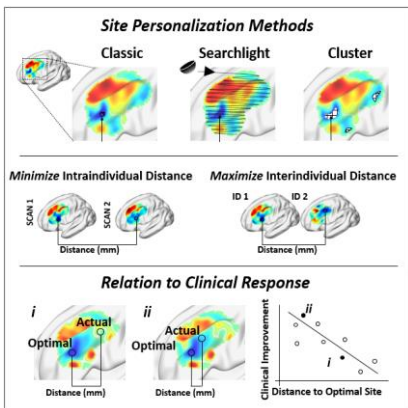 Site Personalization Methods
Classic Searchlight Cluster
Minimize Intraindividual Distance Maximize Interindividual Distance
SCAN 1 SCAN 2 ID 1 ID 2
Distance (mm) Distance (mm)
Relation to Clinical Response
i ii
Actual Actual
Optimal Optimal
Distance (mm) Distance (mm)
Clinical Improvement
ii
i
Distance to Optimal Site